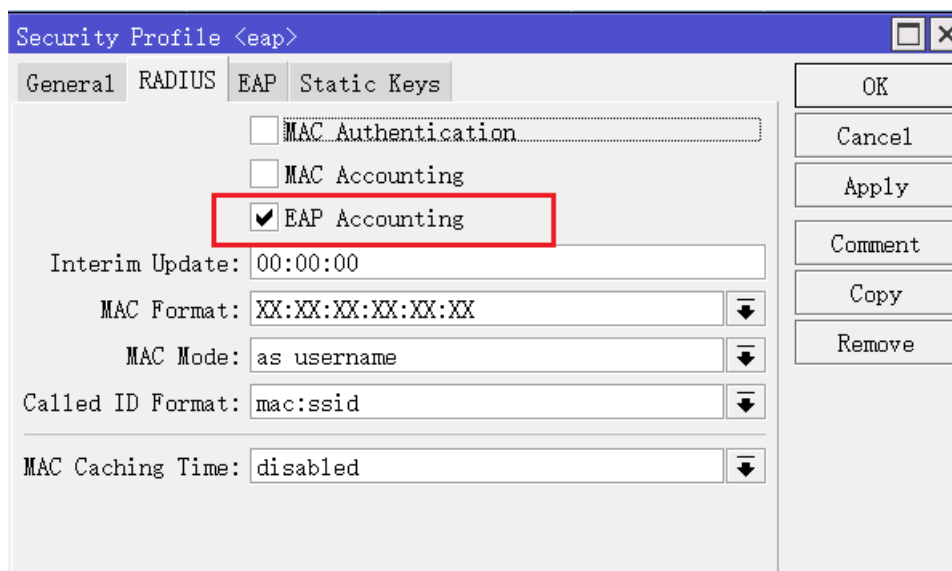 Security Profile <eap>
General RADIUS EAP Static Keys
MAC Authentication
MAC Accounting
EAP Accounting
Interim Update: 00:00:00
MAC Format: XX:XX:XX:XX:XX:XX
MAC Mode: as username
Called ID Format: mac:ssid
MAC Caching Time: disabled
OK
Cancel
Apply
Comment
Copy
Remove